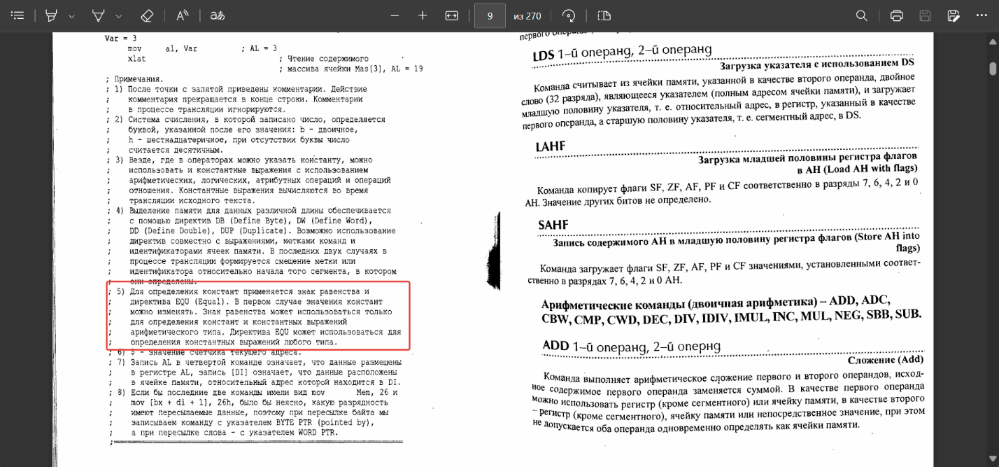 9 из 270
Var = 3
mov al, Var ; AL = 3
xlat ; Чтение содержимого
; массива ячейки Mas[3], AL = 19
; Примечания.
; 1) После точки с запятой приведены комментарии. Действие
; комментария прекращается в конце строки. Комментарии
; в процессе трансляции игнорируются.
; 2) Система счисления, в которой записано число, определяется
; буквой, указанной после его значения: b - двоичное,
; h - шестнадцатеричное, при отсутствии буквы число
; считается десятичным.
; 3) Везде, где в операторах можно указать константу, можно
; использовать и константные выражения с использованием
; арифметических, логических, атрибутных операций и операций
; отношения. Константные выражения вычисляются во время
; трансляции исходного текста.
; 4) Выделение памяти для данных различной длины обеспечивается
; с помощью директив DB (Define Byte), DW (Define Word),
; DD (Define Double), DUP (Duplicate). Возможно использование
; директив совместно с выражениями, метками команд и
; идентификаторами ячеек памяти. В последних двух случаях в
; процессе трансляции формируется смещение метки или
; идентификатора относительно начала того сегмента, в котором
; они определены.
; 5) Для определения констант применяется знак равенства и
; директива EQU (Equal). В первом случае значения констант
; можно изменять. Знак равенства может использоваться только
; для определения констант и константных выражений
; арифметического типа. Директива EQU может использоваться для
; определения константных выражений любого типа.
; 6) $ - значение счетчика текущего адреса.
; 7) Запись AL в четвертой команде означает, что данные размещены
; в регистре AL, запись [DI] означает, что данные расположены
; в ячейке памяти, относительный адрес которой находится в DI.
; 8) Если бы последние две команды имели вид mov Mem, 26 и
; mov [bx + di + 1], 26h, было бы неясно, какую разрядность
; имеют пересылаемые данные, поэтому при пересылке байта мы
; записываем команду с указателем BYTE PTR (pointed by),
; а при пересылке слова - с указателем WORD PTR.
первого
LDS 1-й операнд, 2-й операнд
Загрузка указателя с использованием DS
Команда считывает из ячейки памяти, указанной в качестве второго операнда, двойное
слово (32 разряда), являющееся указателем (полным адресом ячейки памяти), и загружает
младшую половину указателя, т. е. относительный адрес, в регистр, указанный в качестве
первого операнда, а старшую половину указателя, т. е. сегментный адрес, в DS.
LAHF
Загрузка младшей половины регистра флагов
в AH (Load AH with flags)
Команда копирует флаги SF, ZF, AF, PF и CF соответственно в разряды 7, 6, 4, 2 и 0
AH. Значение других битов не определено.
SAHF
Запись содержимого AH в младшую половину регистра флагов (Store AH into
flags)
Команда загружает флаги SF, ZF, AF, PF и CF значениями, установленными соответ-
ственно в разрядах 7, 6, 4, 2 и 0 AH.
Арифметические команды (двоичная арифметика) – ADD, ADC,
CBW, CMP, CWD, DEC, DIV, IDIV, IMUL, INC, MUL, NEG, SBB, SUB.
ADD 1-й операнд, 2-й опернд
Сложение (Add)
Команда выполняет арифметическое сложение первого и второго операндов, исход-
ное содержимое первого операнда заменяется суммой. В качестве первого операнда
можно использовать регистр (кроме сегментного) или ячейку памяти, в качестве второго
– регистр (кроме сегментного), ячейку памяти или непосредственное значение, при этом
не допускается оба операнда одновременно определять как ячейки памяти.